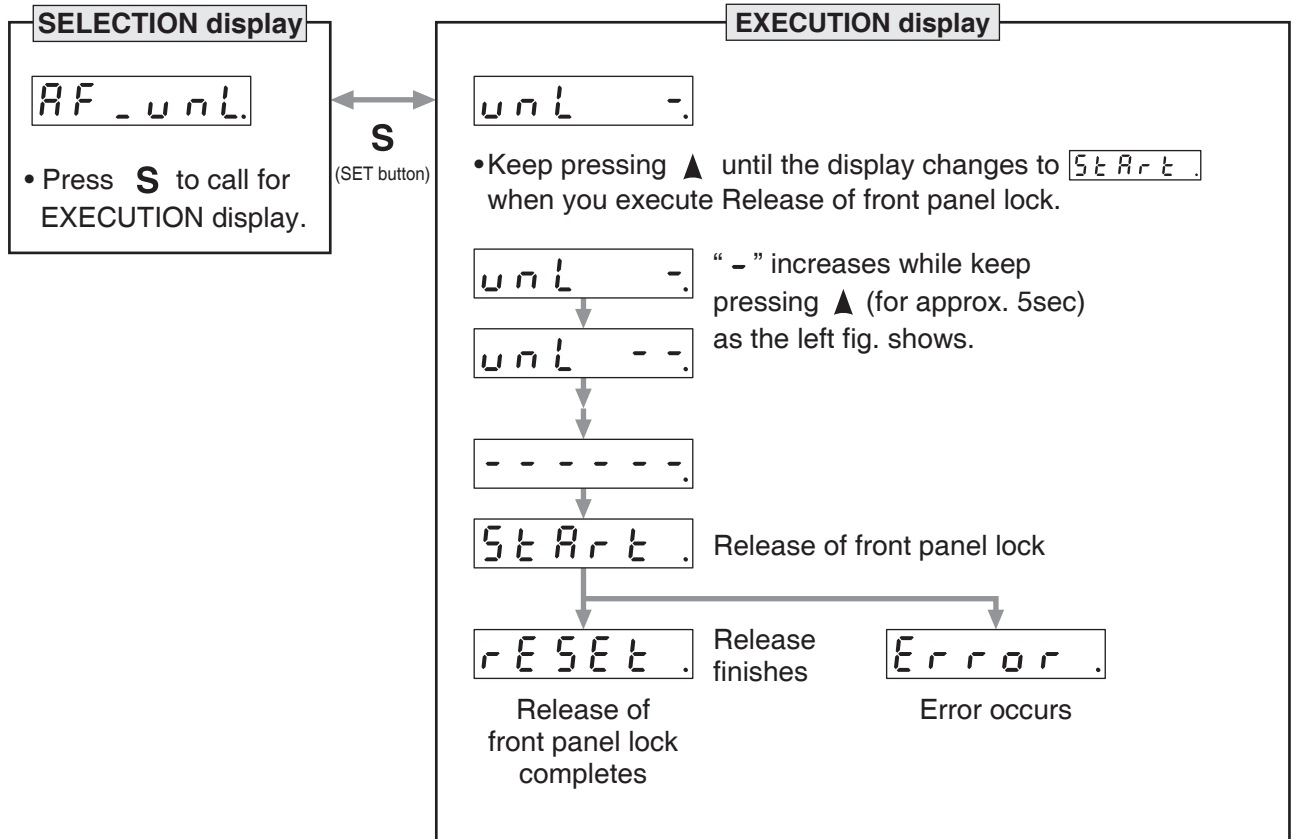 SELECTION display
AF_unL.
• Press S to call for
EXECUTION display.
S
(SET button)
EXECUTION display
unL -.
•Keep pressing ▲ until the display changes to StArt .
when you execute Release of front panel lock.
unL -.
“ – ” increases while keep
pressing ▲ (for approx. 5sec)
as the left fig. shows.
unL --.
------.
StArt .
Release of front panel lock
rESEt .
Release
finishes
Error .
Release of
front panel lock
completes
Error occurs